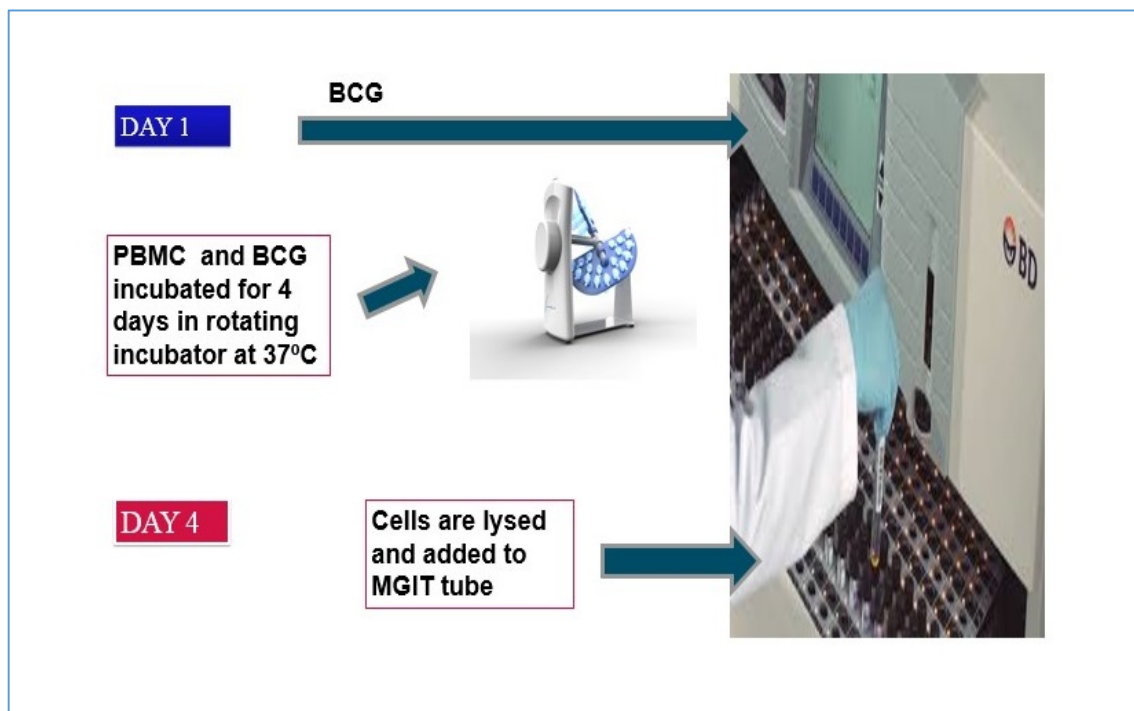 BCG
DAY 1
PBMC and BCG
incubated for 4
days in rotating
incubator at 37ºC
BD
DAY 4
Cells are lysed
and added to
MGIT tube